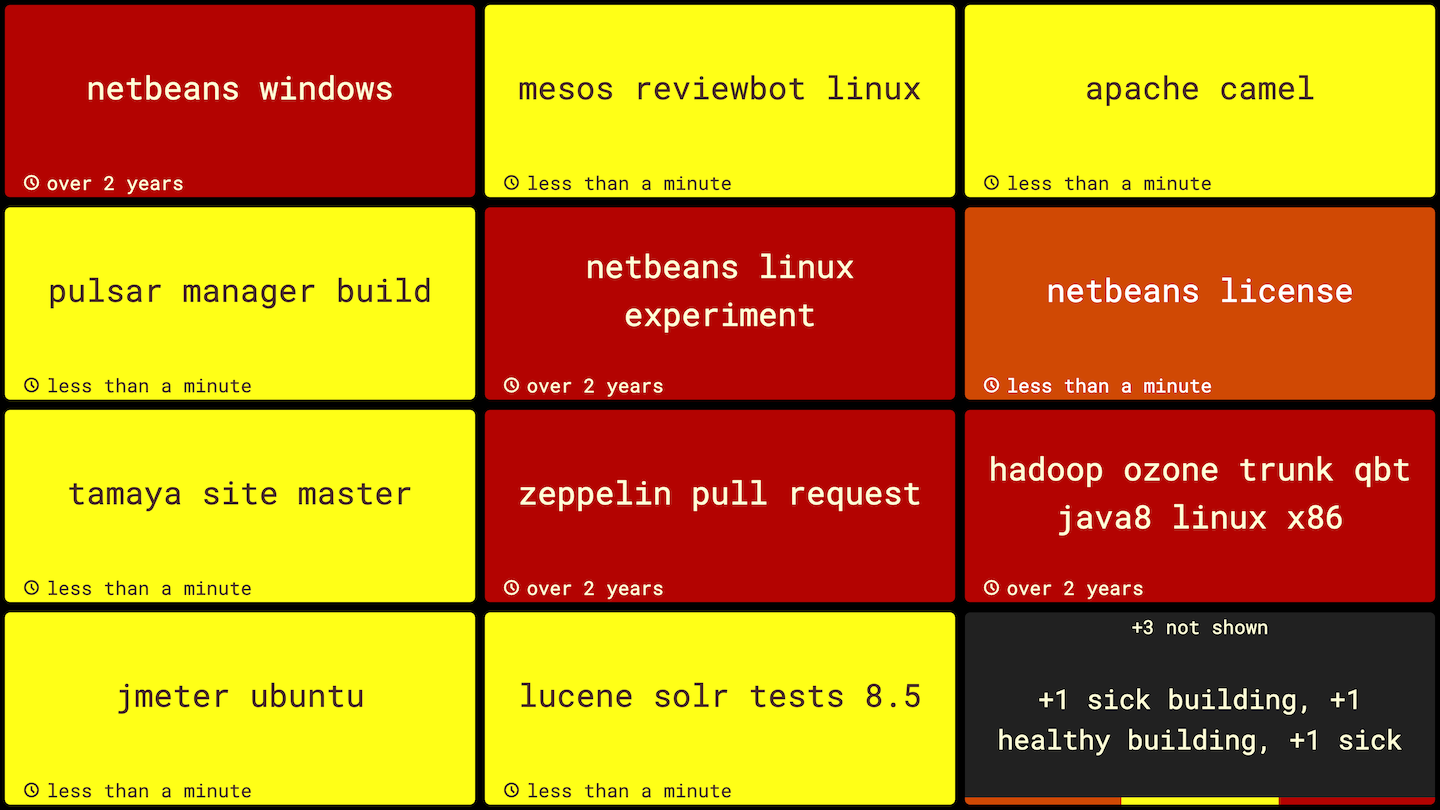 netbeans windows
over 2 years
mesos reviewbot linux
less than a minute
apache camel
less than a minute
pulsar manager build
less than a minute
netbeans linux
experiment
over 2 years
netbeans license
less than a minute
tamaya site master
less than a minute
zeppelin pull request
over 2 years
hadoop ozone trunk qbt
java8 linux x86
over 2 years
jmeter ubuntu
less than a minute
lucene solr tests 8.5
less than a minute
+3 not shown
+1 sick building, +1
healthy building, +1 sick